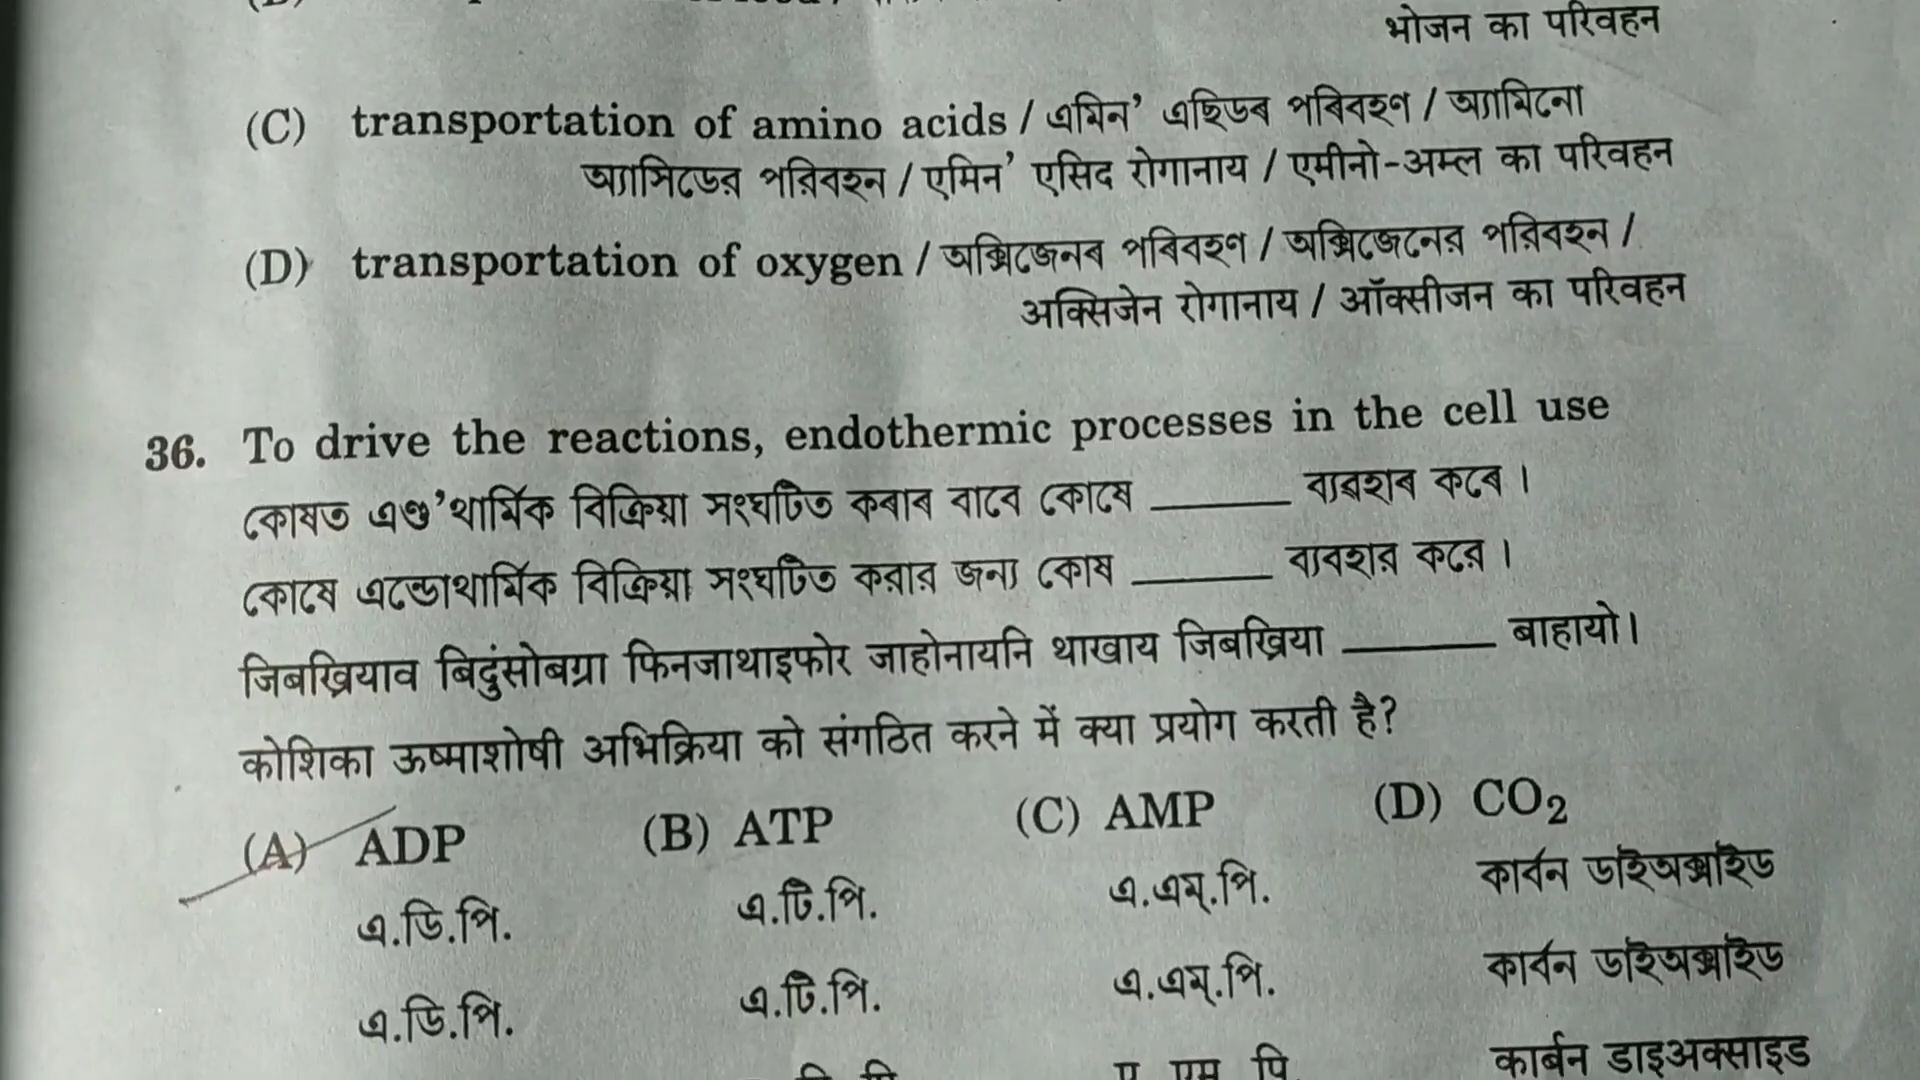 भोजन का परिवहन
(C) transportation of amino acids / এমিন' এছিডৰ পৰিবহণ / অ্যামিনো
অ্যাসিডের পরিবহন / एमिन' एसिद रोगानाय / एमीनो-अम्ल का परिवहन
(D) transportation of oxygen / অক্সিজেনৰ পৰিবহণ / অক্সিজেনের পরিবহন /
अक्सिजेन रोगानाय / ऑक्सीजन का परिवहन
36. To drive the reactions, endothermic processes in the cell use
কোষত এণ্ড'থাৰ্মিক বিক্ৰিয়া সংঘটিত কৰাৰ বাবে কোষে ______ ব্যৱহাৰ কৰে ।
কোষে এন্ডোথার্মিক বিক্রিয়া সংঘটিত করার জন্য কোষ ______ ব্যবহার করে ।
जिबख्रियाव बिदुंसोबग्रा फिनजाथाइफोर जाहोनायनि थाखाय जिबख्रिया ______ बाहायो।
कोशिका ऊष्माशोषी अभिक्रिया को संगठित करने में क्या प्रयोग करती है?
(A) ADP (B) ATP (C) AMP (D) CO₂
এ.ডি.পি. এ.টি.পি. এ.এম্.পি. কাৰ্বন ডাইঅক্সাইড
এ.ডি.পি. এ.টি.পি. এ.এম্.পি. কার্বন ডাইঅক্সাইড
ए एम पि कार्बन डाइअक्साइड